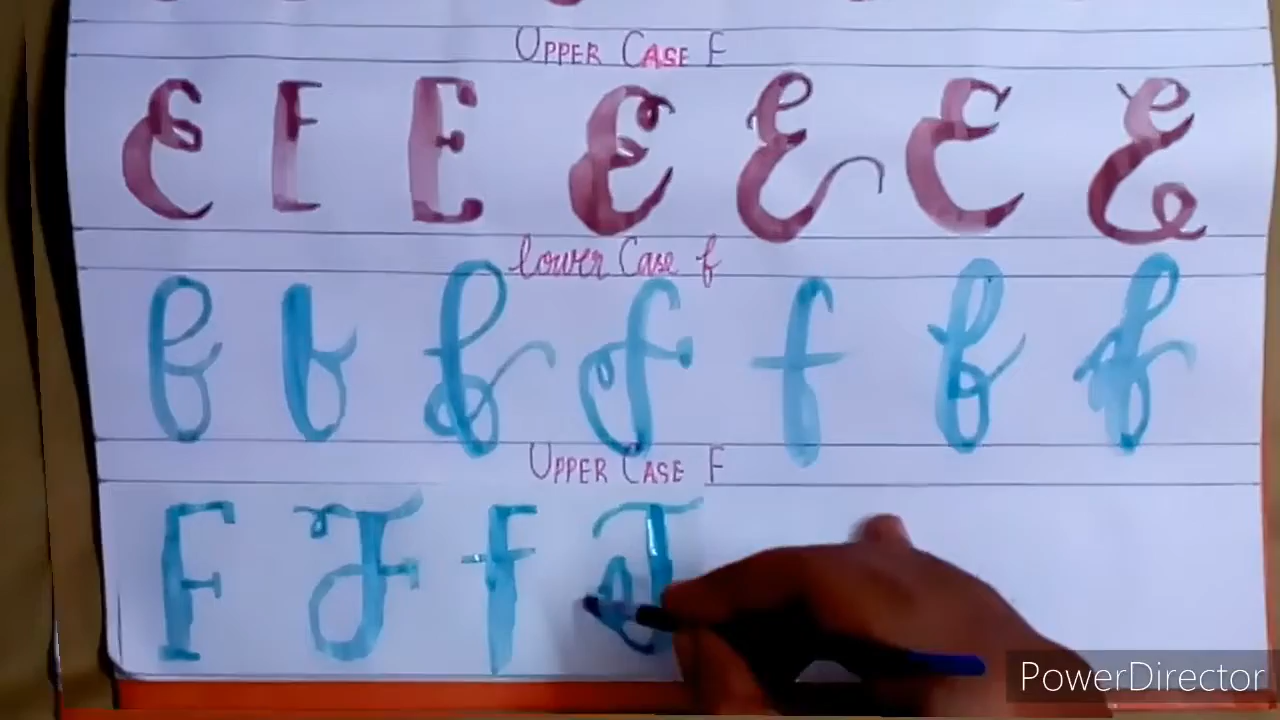 UPPER CASE E
E E E E E E E
lower Case f
f f f f f f f
UPPER CASE F
F F F F
PowerDirector